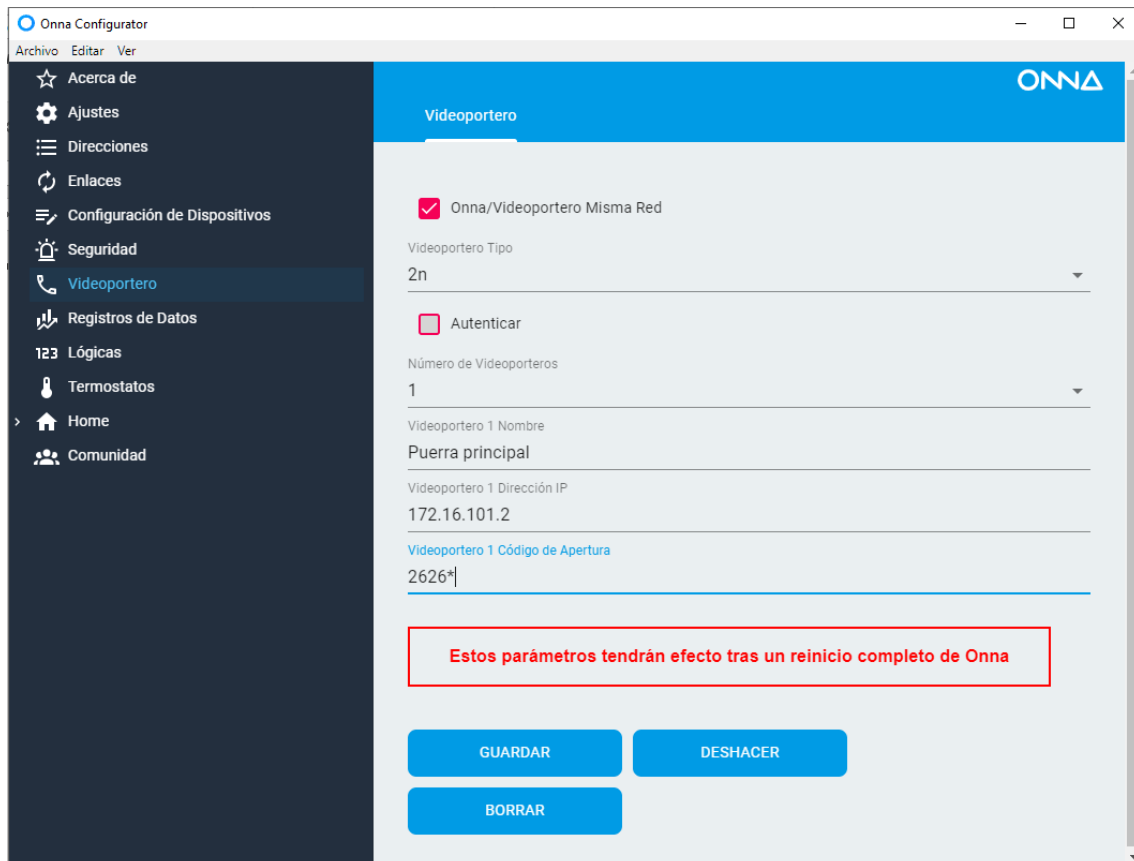 Onna Configurator
Archivo Editar Ver
Acerca de
Ajustes
Direcciones
Enlaces
Configuración de Dispositivos
Seguridad
Videoportero
Registros de Datos
123 Lógicas
Termostatos
Home
Comunidad
ONNA
Videoportero
Onna/Videoportero Misma Red
Videoportero Tipo
2n
Autenticar
Número de Videoporteros
1
Videoportero 1 Nombre
Puerra principal
Videoportero 1 Dirección IP
172.16.101.2
Videoportero 1 Código de Apertura
2626*
Estos parámetros tendrán efecto tras un reinicio completo de Onna
GUARDAR DESHACER
BORRAR